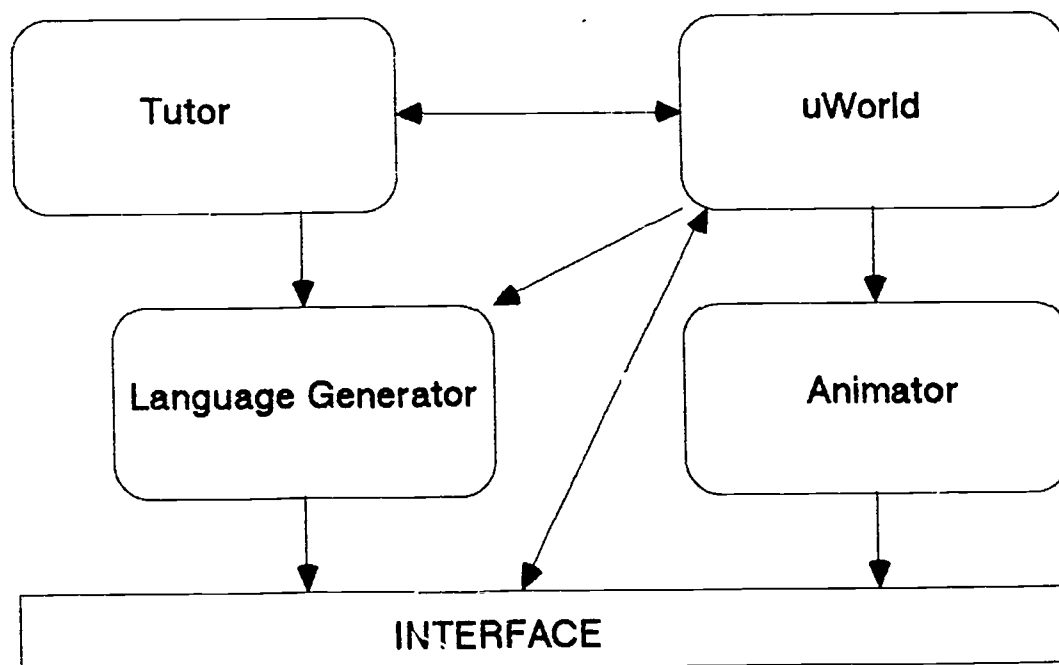 Tutor
uWorld
Language Generator
Animator
INTERFACE